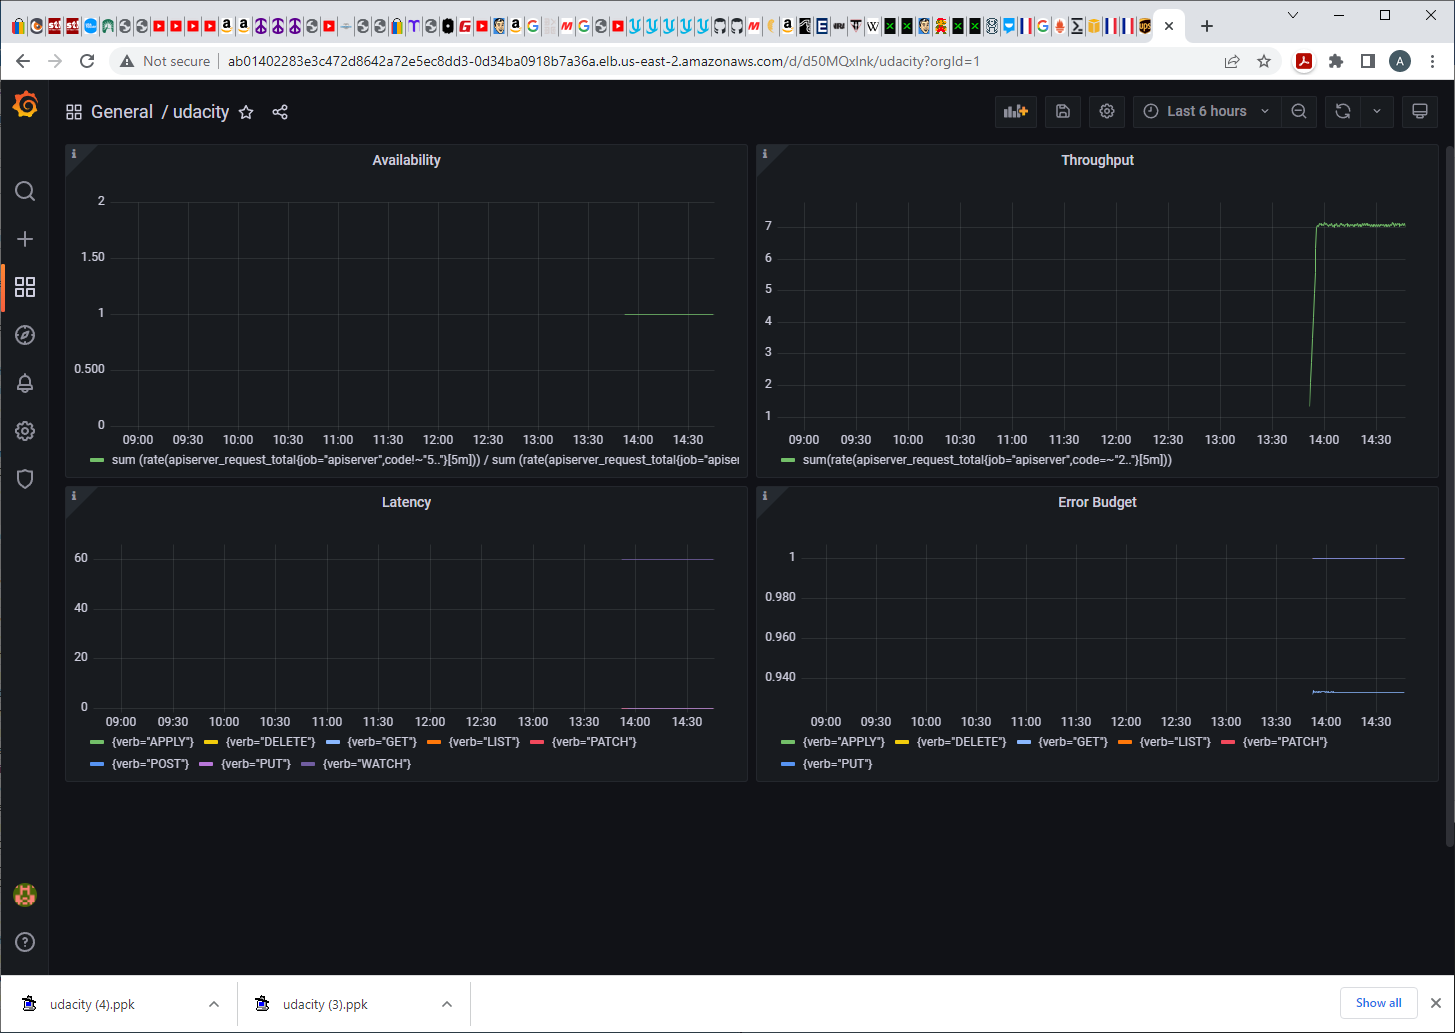 Not secure | ab01402283e3c472d8642a72e5ec8dd3-0d34ba0918b7a36a.elb.us-east-2.amazonaws.com/d/d50MQxlnk/udacity?orgId=1
A
General / udacity
Last 6 hours
Availability
2
1.50
1
0.500
0
09:00 09:30 10:00 10:30 11:00 11:30 12:00 12:30 13:00 13:30 14:00 14:30
sum (rate(apiserver_request_total{job="apiserver",code!~"5.."}[5m])) / sum (rate(apiserver_request_total{job="apiser
Throughput
7
6
5
4
3
2
1
09:00 09:30 10:00 10:30 11:00 11:30 12:00 12:30 13:00 13:30 14:00 14:30
sum(rate(apiserver_request_total{job="apiserver",code=~"2.."}[5m]))
Latency
60
40
20
0
09:00 09:30 10:00 10:30 11:00 11:30 12:00 12:30 13:00 13:30 14:00 14:30
{verb="APPLY"} {verb="DELETE"} {verb="GET"} {verb="LIST"} {verb="PATCH"}
{verb="POST"} {verb="PUT"} {verb="WATCH"}
Error Budget
1
0.980
0.960
0.940
09:00 09:30 10:00 10:30 11:00 11:30 12:00 12:30 13:00 13:30 14:00 14:30
{verb="APPLY"} {verb="DELETE"} {verb="GET"} {verb="LIST"} {verb="PATCH"}
{verb="PUT"}
udacity (4).ppk
udacity (3).ppk
Show all